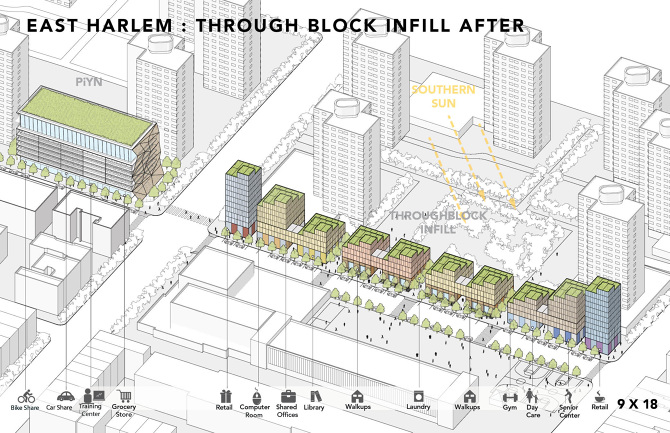 EAST HARLEM : THROUGH BLOCK INFILL AFTER
PiYN
SOUTHERN
SUN
THROUGHBLOCK
INFILL
Bike Share
Car Share
Training
Center
Grocery
Store
Retail
Computer
Room
Shared
Offices
Library
Walkups
Laundry
Walkups
Gym
Day
Care
Senior
Center
Retail
9 X 18